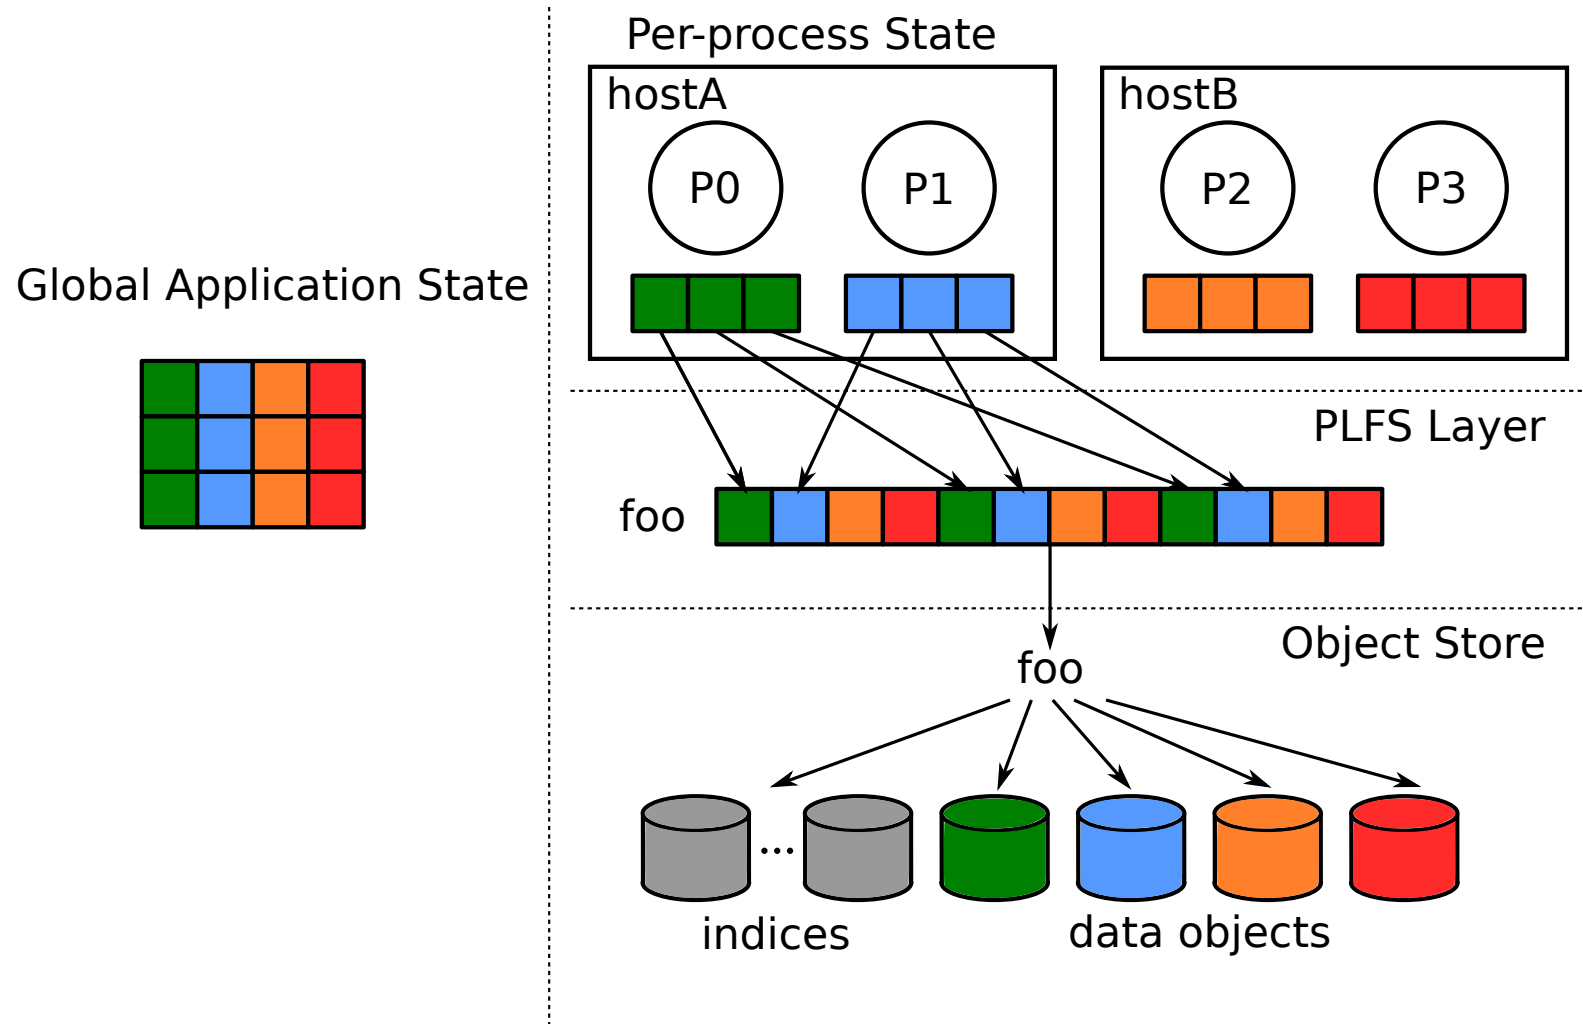 Global Application State
Per-process State
hostA
P0
P1
hostB
P2
P3
PLFS Layer
foo
Object Store
foo
...
indices
data objects